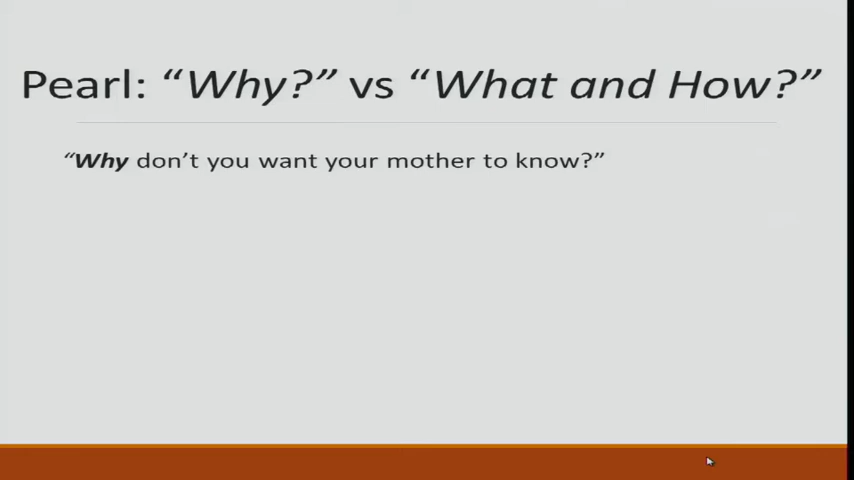 Pearl: “Why?” vs “What and How?”
“Why don’t you want your mother to know?”